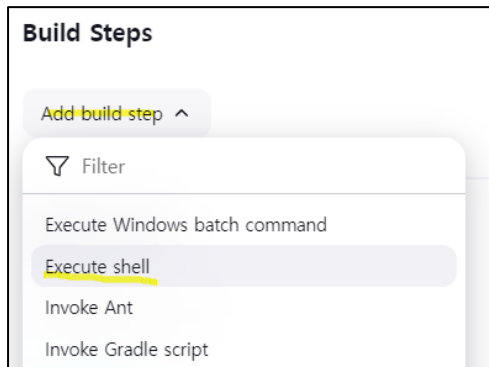 Build Steps
Add build step
Filter
Execute Windows batch command
Execute shell
Invoke Ant
Invoke Gradle script